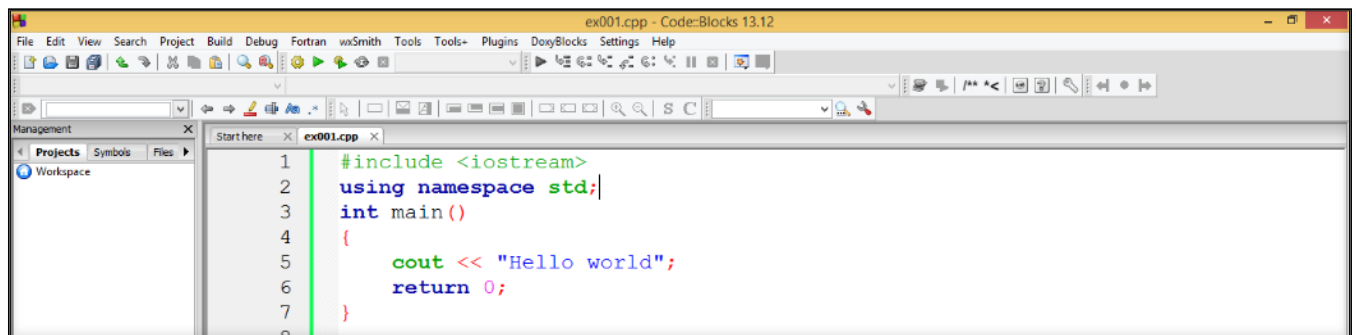 ex001.cpp - Code::Blocks 13.12
File Edit View Search Project Build Debug Fortran wxSmith Tools Tools+ Plugins DoxyBlocks Settings Help
/** *<
S C
Management
Start here ex001.cpp
Projects Symbols Files
Workspace
1 #include <iostream>
2 using namespace std;
3 int main()
4 {
5 cout << "Hello world";
6 return 0;
7 }